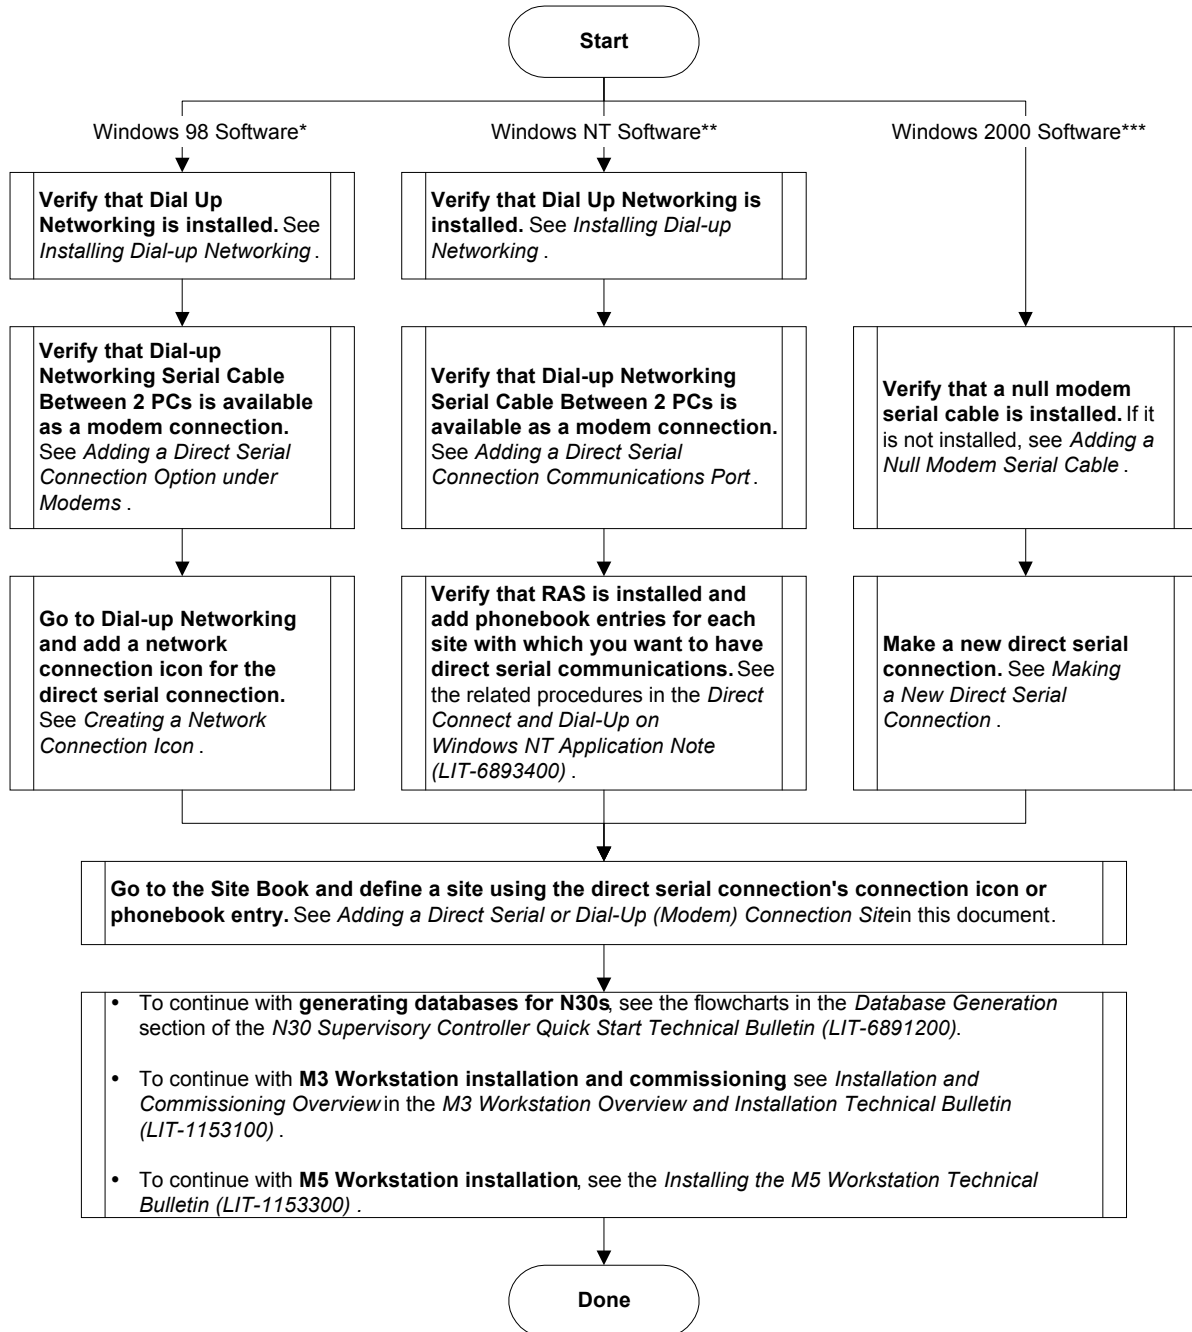 Start
Windows 98 Software*
Windows NT Software**
Windows 2000 Software***
Verify that Dial Up
Networking is installed. See
Installing Dial-up Networking .
Verify that Dial Up Networking is
installed. See Installing Dial-up
Networking .
Verify that Dial-up
Networking Serial Cable
Between 2 PCs is available
as a modem connection.
See Adding a Direct Serial
Connection Option under
Modems .
Verify that Dial-up Networking
Serial Cable Between 2 PCs is
available as a modem connection.
See Adding a Direct Serial
Connection Communications Port .
Verify that a null modem
serial cable is installed. If it
is not installed, see Adding a
Null Modem Serial Cable .
Go to Dial-up Networking
and add a network
connection icon for the
direct serial connection.
See Creating a Network
Connection Icon .
Verify that RAS is installed and
add phonebook entries for each
site with which you want to have
direct serial communications. See
the related procedures in the Direct
Connect and Dial-Up on
Windows NT Application Note
(LIT-6893400) .
Make a new direct serial
connection. See Making
a New Direct Serial
Connection .
Go to the Site Book and define a site using the direct serial connection's connection icon or
phonebook entry. See Adding a Direct Serial or Dial-Up (Modem) Connection Site in this document.
• To continue with generating databases for N30s, see the flowcharts in the Database Generation
section of the N30 Supervisory Controller Quick Start Technical Bulletin (LIT-6891200).
• To continue with M3 Workstation installation and commissioning see Installation and
Commissioning Overview in the M3 Workstation Overview and Installation Technical Bulletin
(LIT-1153100) .
• To continue with M5 Workstation installation, see the Installing the M5 Workstation Technical
Bulletin (LIT-1153300) .
Done